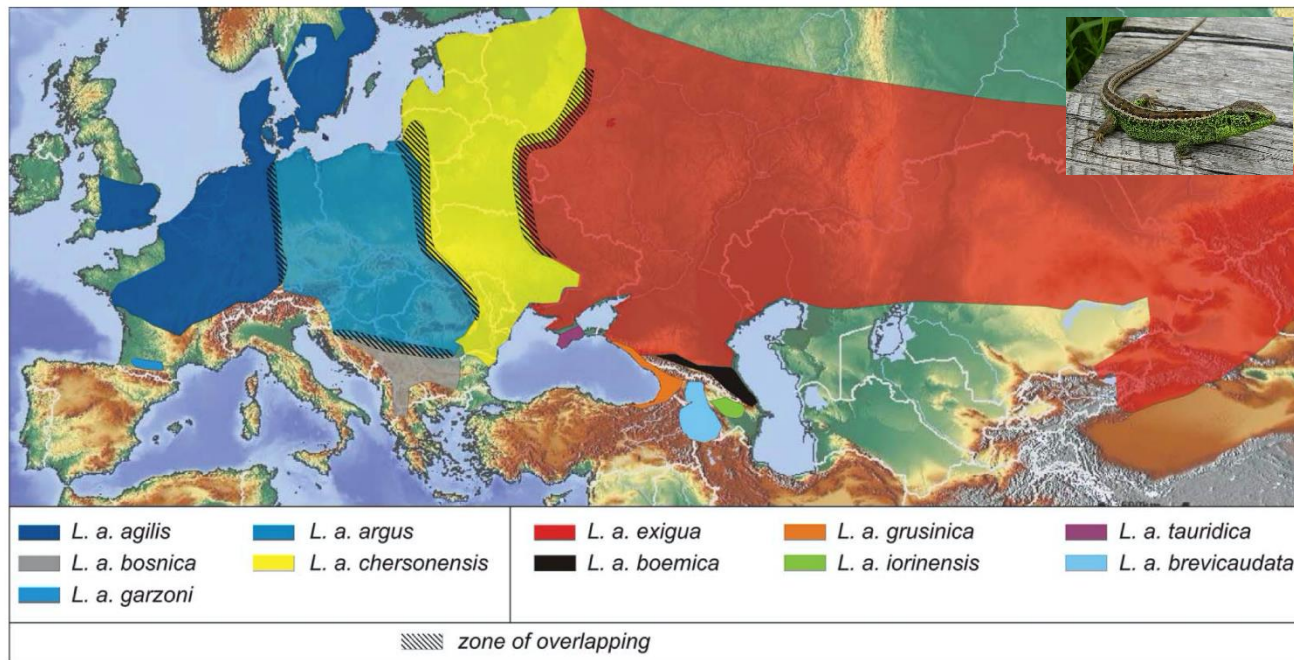 L. a. agilis
L. a. argus
L. a. bosnica
L. a. chersonensis
L. a. garzoni
L. a. exigua
L. a. grusinica
L. a. tauridica
L. a. boemica
L. a. iorinensis
L. a. brevicaudata
zone of overlapping